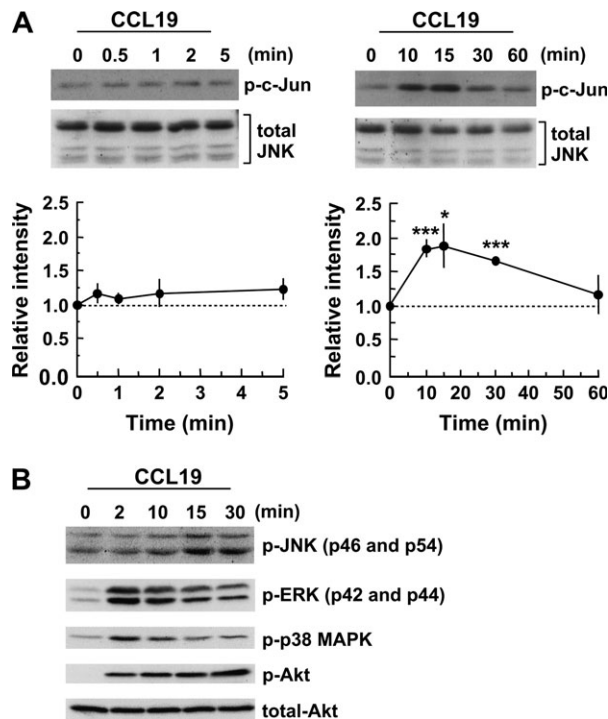 A
CCL19
0 0.5 1 2 5 (min)
p-c-Jun
total
JNK
CCL19
0 10 15 30 60 (min)
p-c-Jun
total
JNK
Relative intensity
2.5
2.0
1.5
1.0
0.5
0.0
0 1 2 3 4 5
Time (min)
Relative intensity
2.5
2.0
1.5
1.0
0.5
0.0
*** * ***
0 10 20 30 40 50 60
Time (min)
B
CCL19
0 2 10 15 30 (min)
p-JNK (p46 and p54)
p-ERK (p42 and p44)
p-p38 MAPK
p-Akt
total-Akt